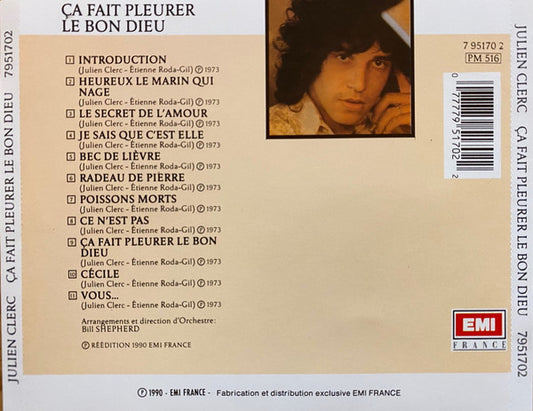 ÇA FAIT PLEURER
LE BON DIEU
1 INTRODUCTION
(Julien Clerc - Étienne Roda-Gil) Ⓟ 1973
2 HEUREUX LE MARIN QUI
NAGE
(Julien Clerc - Étienne Roda-Gil) Ⓟ 1973
3 LE SECRET DE L'AMOUR
(Julien Clerc - Étienne Roda-Gil) Ⓟ 1973
4 JE SAIS QUE C'EST ELLE
(Julien Clerc - Étienne Roda-Gil) Ⓟ 1973
5 BEC DE LIÈVRE
(Julien Clerc - Étienne Roda-Gil) Ⓟ 1973
6 RADEAU DE PIERRE
(Julien Clerc - Étienne Roda-Gil) Ⓟ 1973
7 POISSONS MORTS
(Julien Clerc - Étienne Roda-Gil) Ⓟ 1973
8 CE N'EST PAS
(Julien Clerc - Étienne Roda-Gil) Ⓟ 1973
9 ÇA FAIT PLEURER LE BON
DIEU
(Julien Clerc - Étienne Roda-Gil) Ⓟ 1973
10 CÉCILE
(Julien Clerc - Étienne Roda-Gil) Ⓟ 1973
11 VOUS...
(Julien Clerc - Étienne Roda-Gil) Ⓟ 1973
Arrangements et direction d'Orchestre:
Bill SHEPHERD
Ⓟ RÉÉDITION 1990 EMI FRANCE
7 95170 2
PM 516
0 77779 51702 2
EMI
FRANCE
Ⓟ 1990 - EMI FRANCE - Fabrication et distribution exclusive EMI FRANCE
JULIEN CLERC ÇA FAIT PLEURER LE BON DIEU 7951702
JULIEN CLERC ÇA FAIT PLEURER LE BON DIEU 7951702